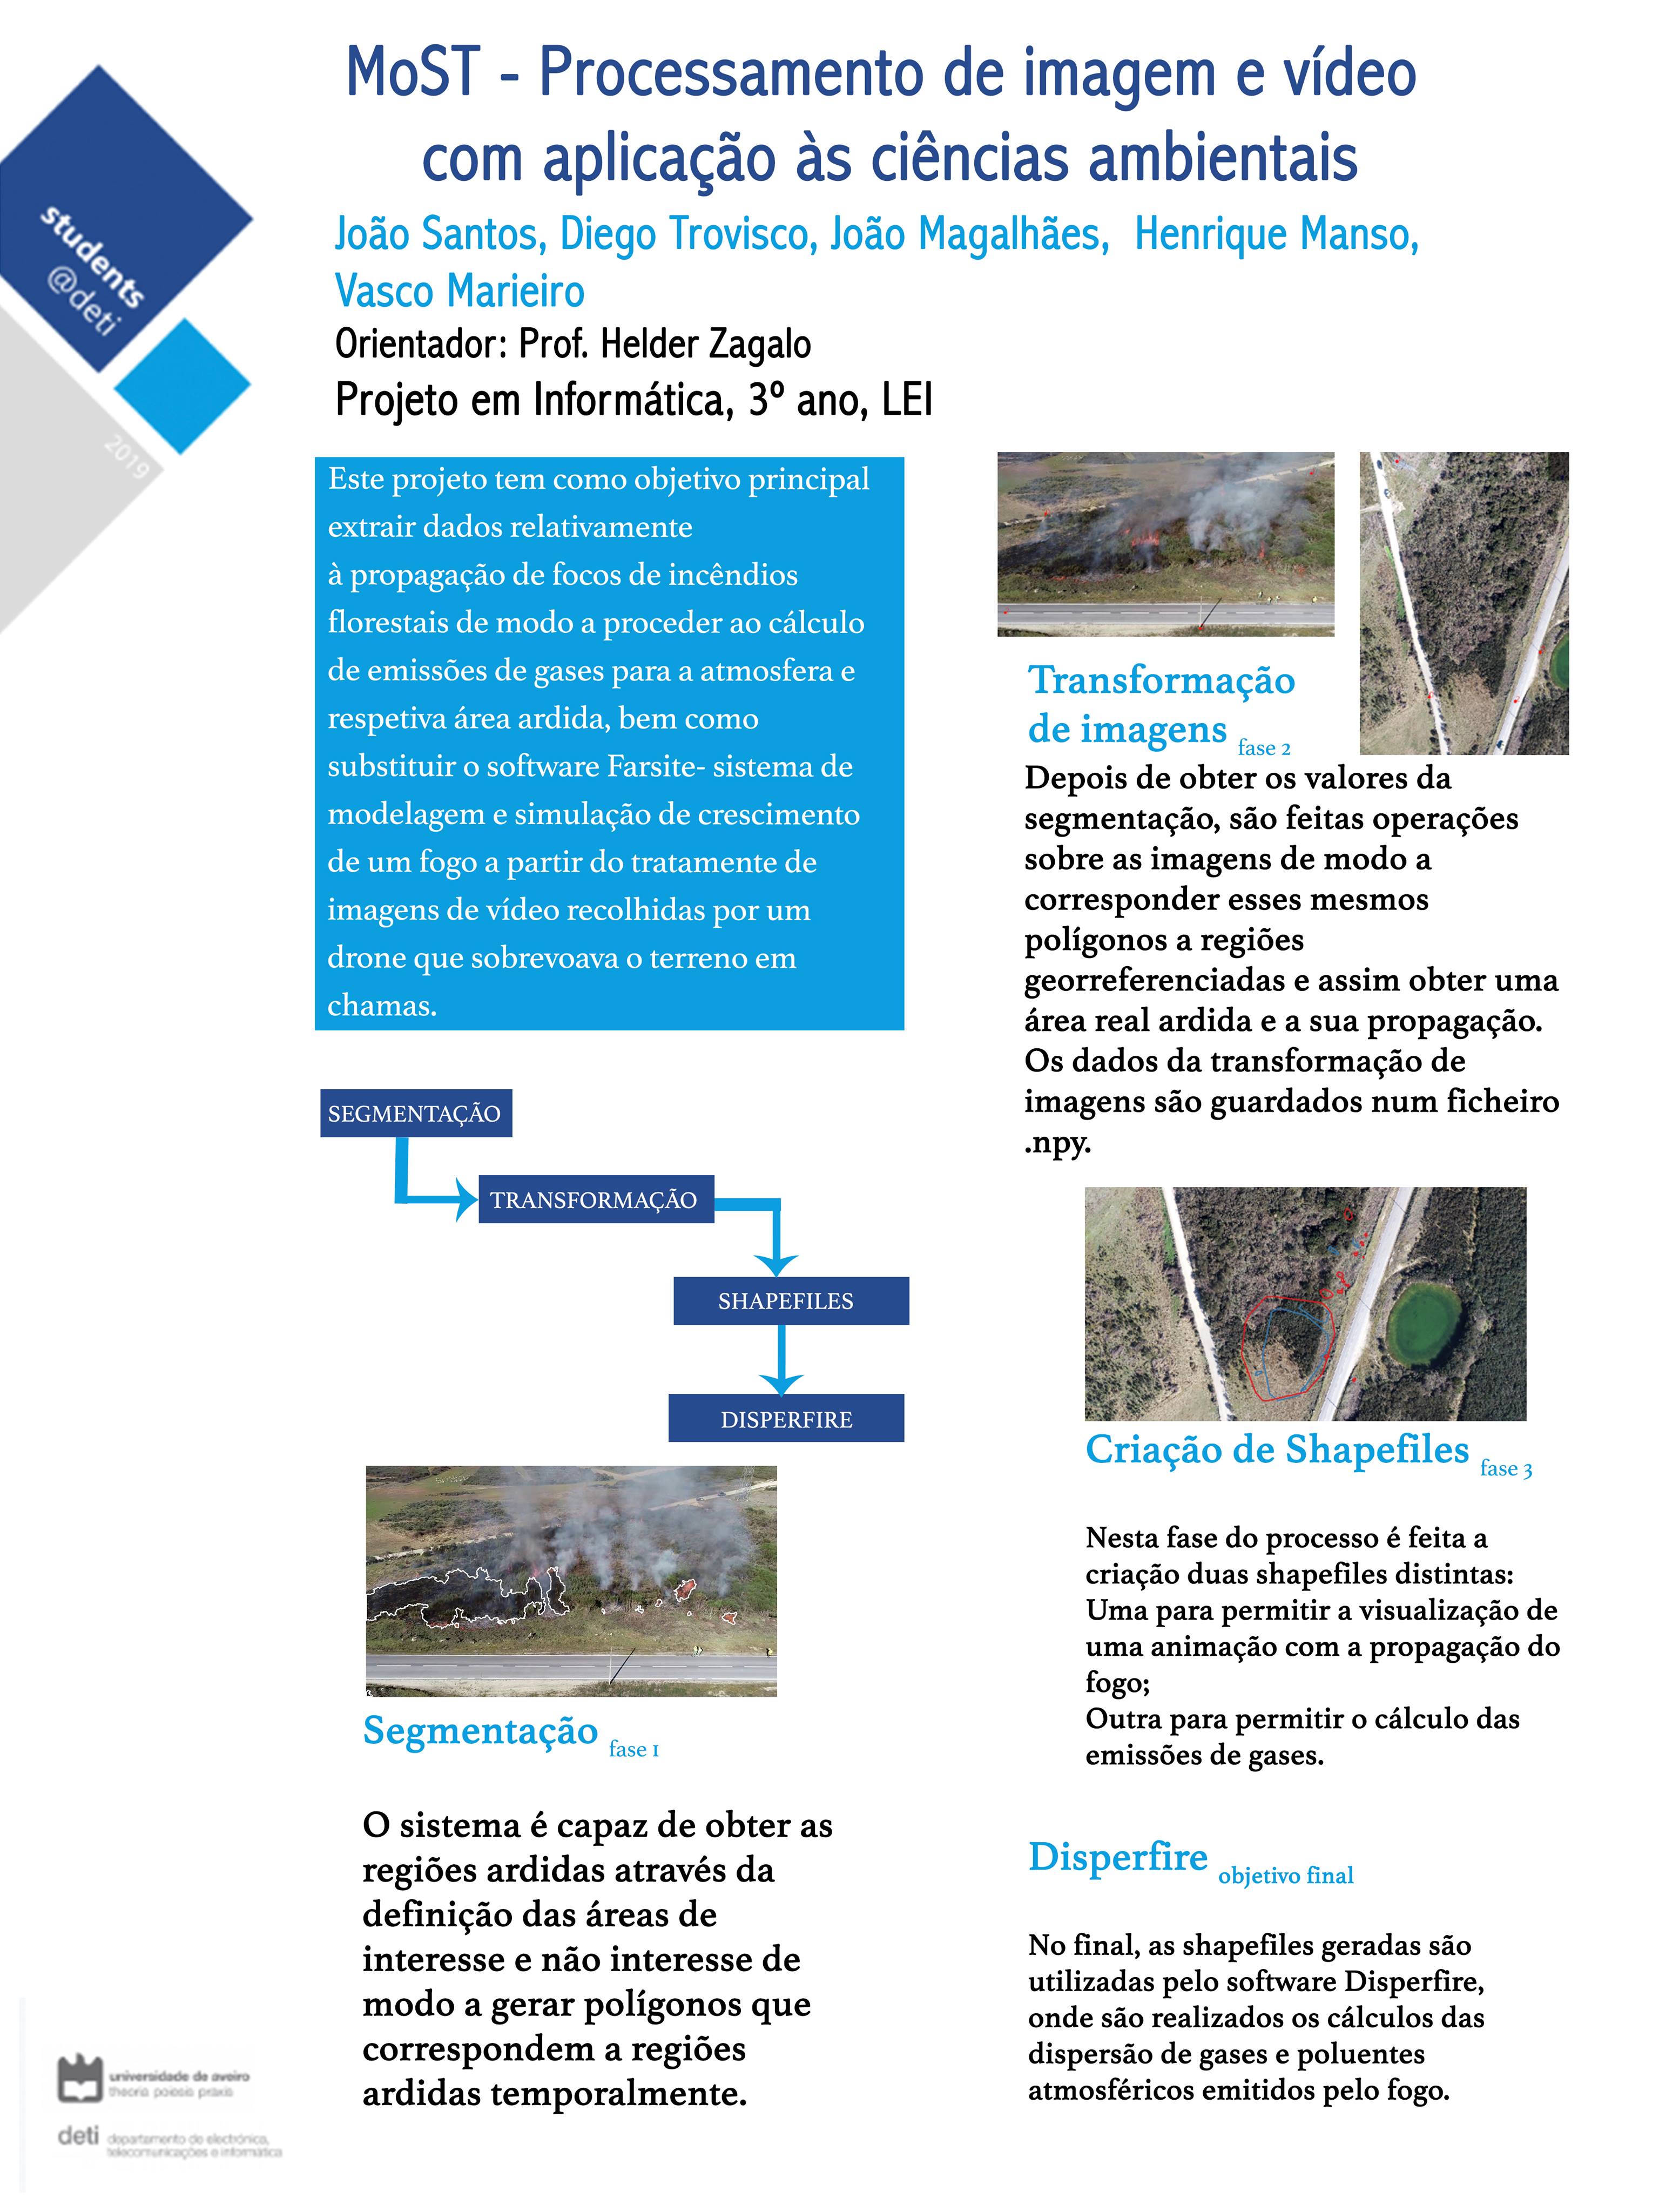 MoST - Processamento de imagem e vídeo
com aplicação às ciências ambientais
João Santos, Diego Trovisco, João Magalhães, Henrique Manso,
Vasco Marieiro
Orientador: Prof. Helder Zagalo
Projeto em Informática, 3º ano, LEI
students
@deti
2019
Este projeto tem como objetivo principal
extrair dados relativamente
à propagação de focos de incêndios
florestais de modo a proceder ao cálculo
de emissões de gases para a atmosfera e
respetiva área ardida, bem como
substituir o software Farsite- sistema de
modelagem e simulação de crescimento
de um fogo a partir do tratamente de
imagens de vídeo recolhidas por um
drone que sobrevoava o terreno em
chamas.
SEGMENTAÇÃO
TRANSFORMAÇÃO
SHAPEFILES
DISPERFIRE
Segmentação fase 1
O sistema é capaz de obter as
regiões ardidas através da
definição das áreas de
interesse e não interesse de
modo a gerar polígonos que
correspondem a regiões
ardidas temporalmente.
Transformação
de imagens fase 2
Depois de obter os valores da
segmentação, são feitas operações
sobre as imagens de modo a
corresponder esses mesmos
polígonos a regiões
georreferenciadas e assim obter uma
área real ardida e a sua propagação.
Os dados da transformação de
imagens são guardados num ficheiro
.npy.
Criação de Shapefiles fase 3
Nesta fase do processo é feita a
criação duas shapefiles distintas:
Uma para permitir a visualização de
uma animação com a propagação do
fogo;
Outra para permitir o cálculo das
emissões de gases.
Disperfire objetivo final
No final, as shapefiles geradas são
utilizadas pelo software Disperfire,
onde são realizados os cálculos das
dispersão de gases e poluentes
atmosféricos emitidos pelo fogo.
universidade de aveiro
theoria poiesis praxis
deti departamento de electrónica,
telecomunicações e informática